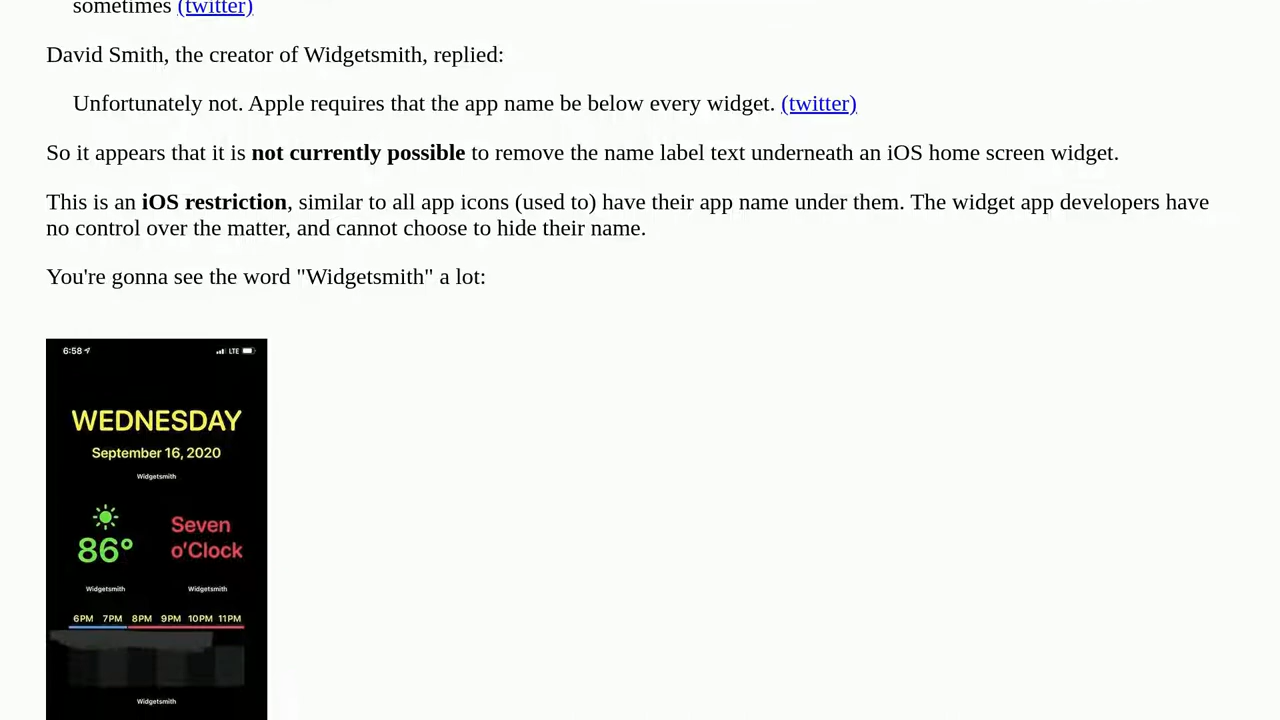 sometimes (twitter)
David Smith, the creator of Widgetsmith, replied:
Unfortunately not. Apple requires that the app name be below every widget. (twitter)
So it appears that it is not currently possible to remove the name label text underneath an iOS home screen widget.
This is an iOS restriction, similar to all app icons (used to) have their app name under them. The widget app developers have
no control over the matter, and cannot choose to hide their name.
You're gonna see the word "Widgetsmith" a lot:
6:58 LTE
WEDNESDAY
September 16, 2020
Widgetsmith
Seven
86° o'Clock
Widgetsmith Widgetsmith
6PM 7PM 8PM 9PM 10PM 11PM
Widgetsmith